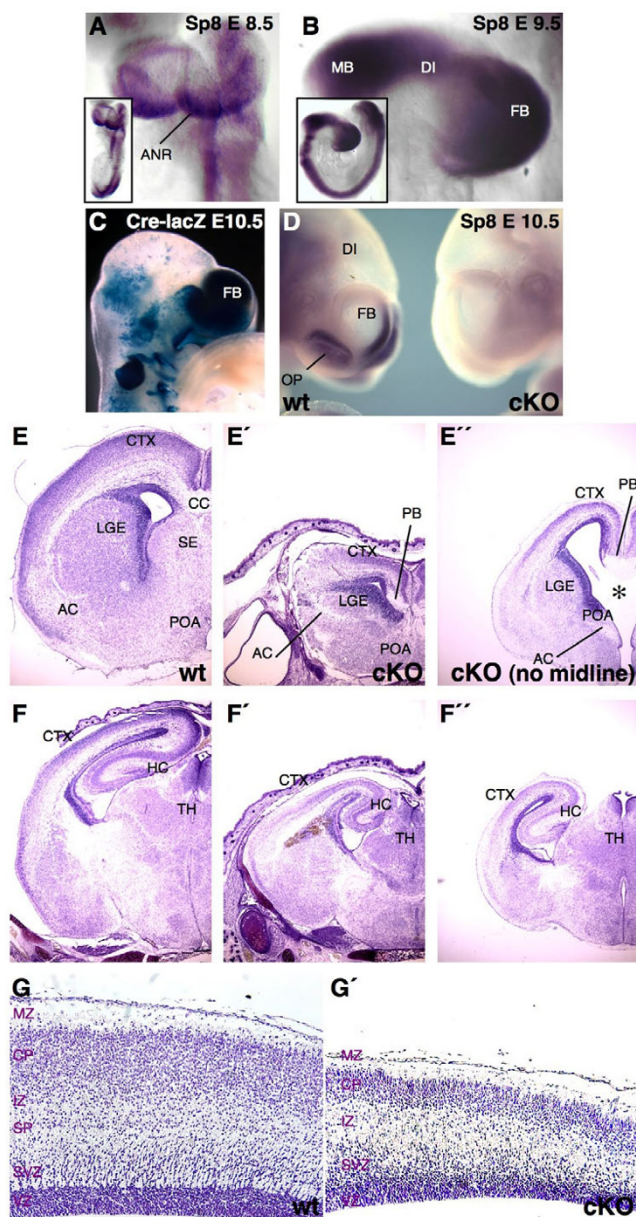 A Sp8 E 8.5
ANR
B Sp8 E 9.5
MB DI
FB
C Cre-lacZ E10.5
FB
D Sp8 E 10.5
DI
FB
OP
wt cKO
E
CTX
CC
LGE
SE
AC
POA
wt
E´
PB
CTX
LGE
AC
POA
cKO
E´´
PB
CTX
LGE
*
POA
AC
cKO (no midline)
F
CTX
HC
TH
F´
CTX
HC
TH
F´´
CTX
HC
TH
G
MZ
CP
IZ
SP
SVZ
VZ
wt
G´
MZ
CP
IZ
SVZ
VZ
cKO